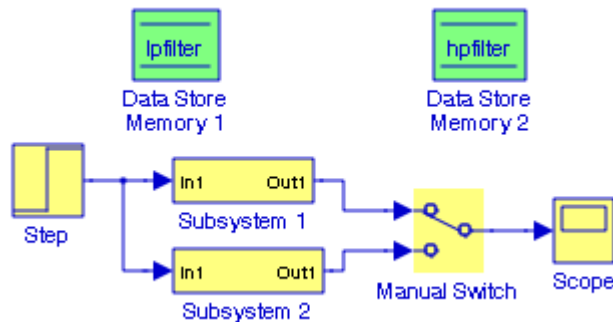 lpfilter
Data Store
Memory 1
hpfilter
Data Store
Memory 2
Step
In1 Out1
Subsystem 1
In1 Out1
Subsystem 2
Manual Switch
Scope